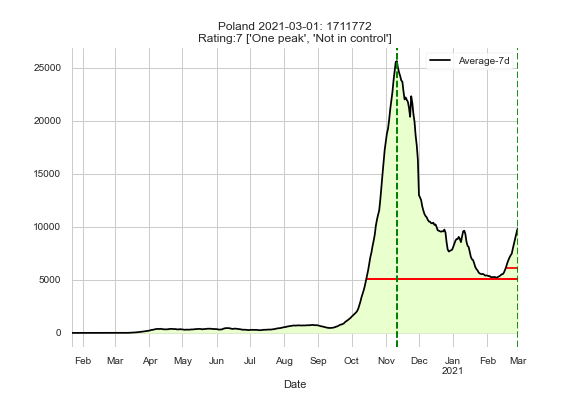 Poland 2021-03-01: 1711772
Rating:7 ['One peak', 'Not in control']
Average-7d
25000
20000
15000
10000
5000
0
Feb Mar Apr May Jun Jul Aug Sep Oct Nov Dec Jan Feb Mar
2021
Date